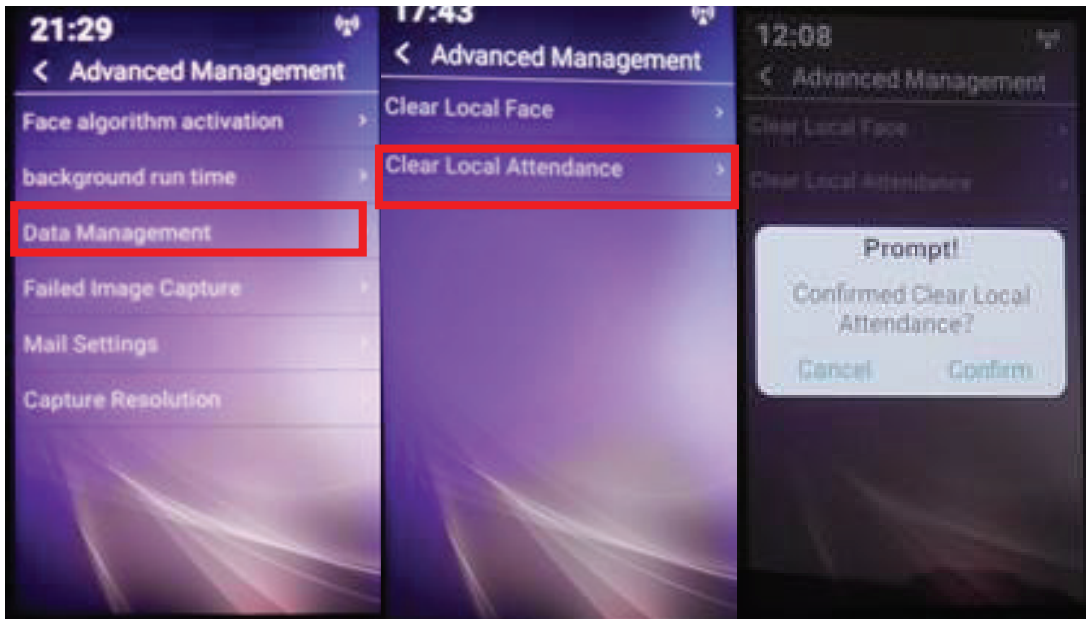 21:29
< Advanced Management
Face algorithm activation >
background run time >
Data Management
Failed Image Capture >
Mail Settings >
Capture Resolution >
17:43
< Advanced Management
Clear Local Face >
Clear Local Attendance >
12:08
< Advanced Management
Clear Local Face >
Clear Local Attendance >
Prompt!
Confirmed Clear Local
Attendance?
Cancel Confirm